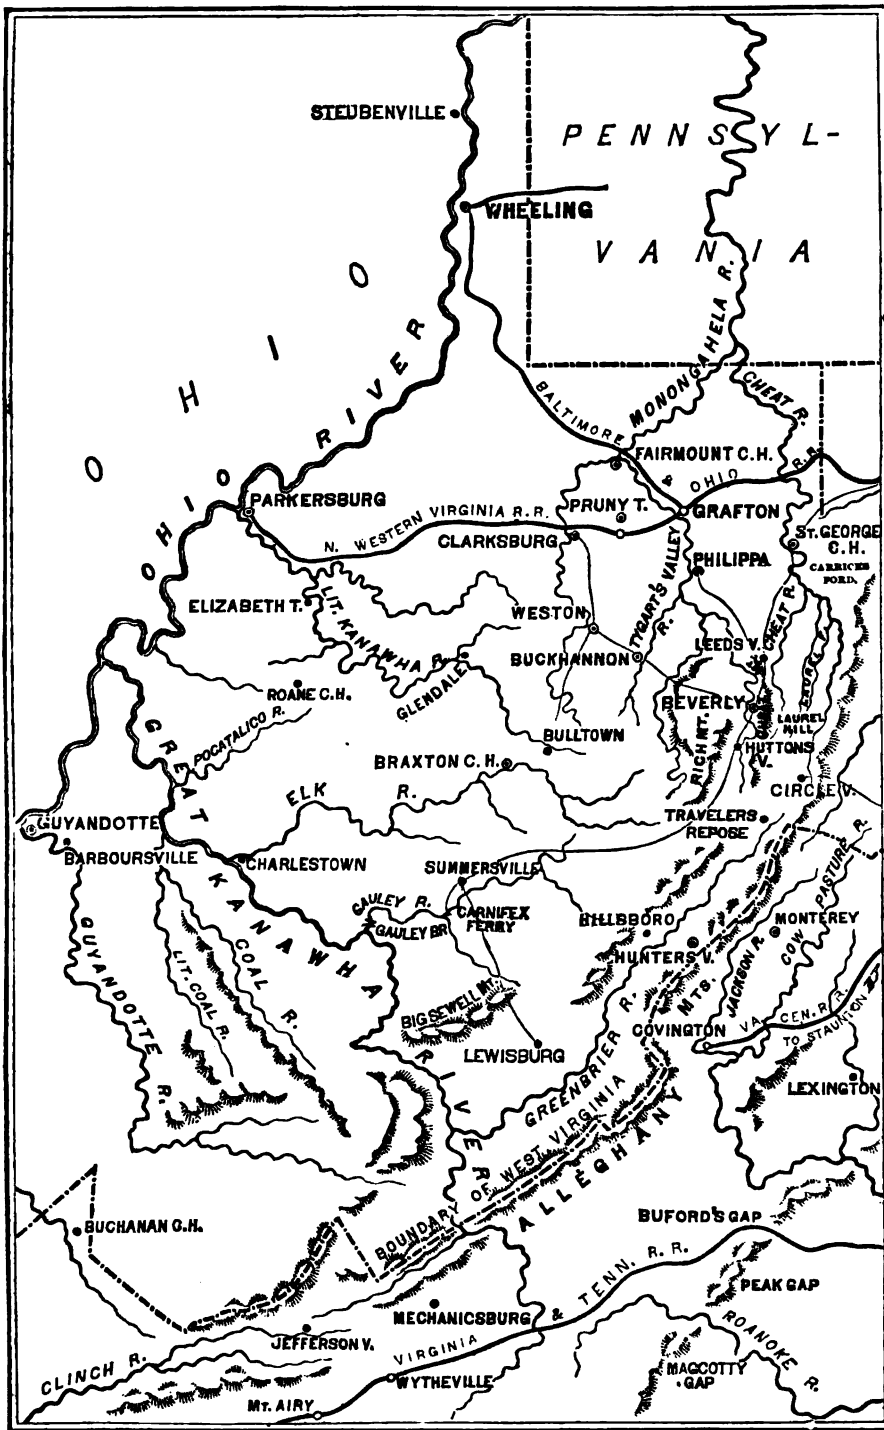 STEUBENVILLE
PENNSYL-
VANIA
WHEELING
OHIO
OHIO RIVER
MONONGAHELA R.
CHEAT R.
BALTIMORE & OHIO R.R.
FAIRMOUNT C.H.
PARKERSBURG
PRUNY T.
GRAFTON
N. WESTERN VIRGINIA R.R.
CLARKSBURG
ST. GEORGE
C.H.
CARRICKS
FORD.
PHILIPPA
TYGART'S VALLEY R.
ELIZABETH T.
LIT. KANAWHA R.
WESTON
LEEDS V.
CHEAT R.
LAUREL F.
BUCKHANNON
ROANE C.H.
GLENDALE
BEVERLY
LAUREL
HILL
RICH MT.
POCATALICO R.
BULLTOWN
HUTTONS
V.
BRAXTON C.H.
CIRCLE V.
ELK R.
GUYANDOTTE
TRAVELERS
REPOSE
BARBOURSVILLE
CHARLESTOWN
SUMMERSVILLE
GREAT KANAWHA RIVER
GAULEY R.
GAULEY BR.
CARNIFEX
FERRY
HILLSBORO
MONTEREY
COW PASTURE R.
JACKSON R.
HUNTERS V.
GUYANDOTTE R.
LIT. COAL R.
COAL R.
BIG SEWELL MT.
LEWISBURG
COVINGTON
VA. CEN. R.R.
TO STAUNTON
LEXINGTON
GREENBRIER R.
BOUNDARY OF WEST VIRGINIA
ALLEGHANY MTS.
BUCHANAN C.H.
BUFORD'S GAP
PEAK GAP
MECHANICSBURG
JEFFERSON V.
VIRGINIA & TENN. R.R.
ROANOKE R.
CLINCH R.
WYTHEVILLE
MAGCOTTY
GAP
MT. AIRY